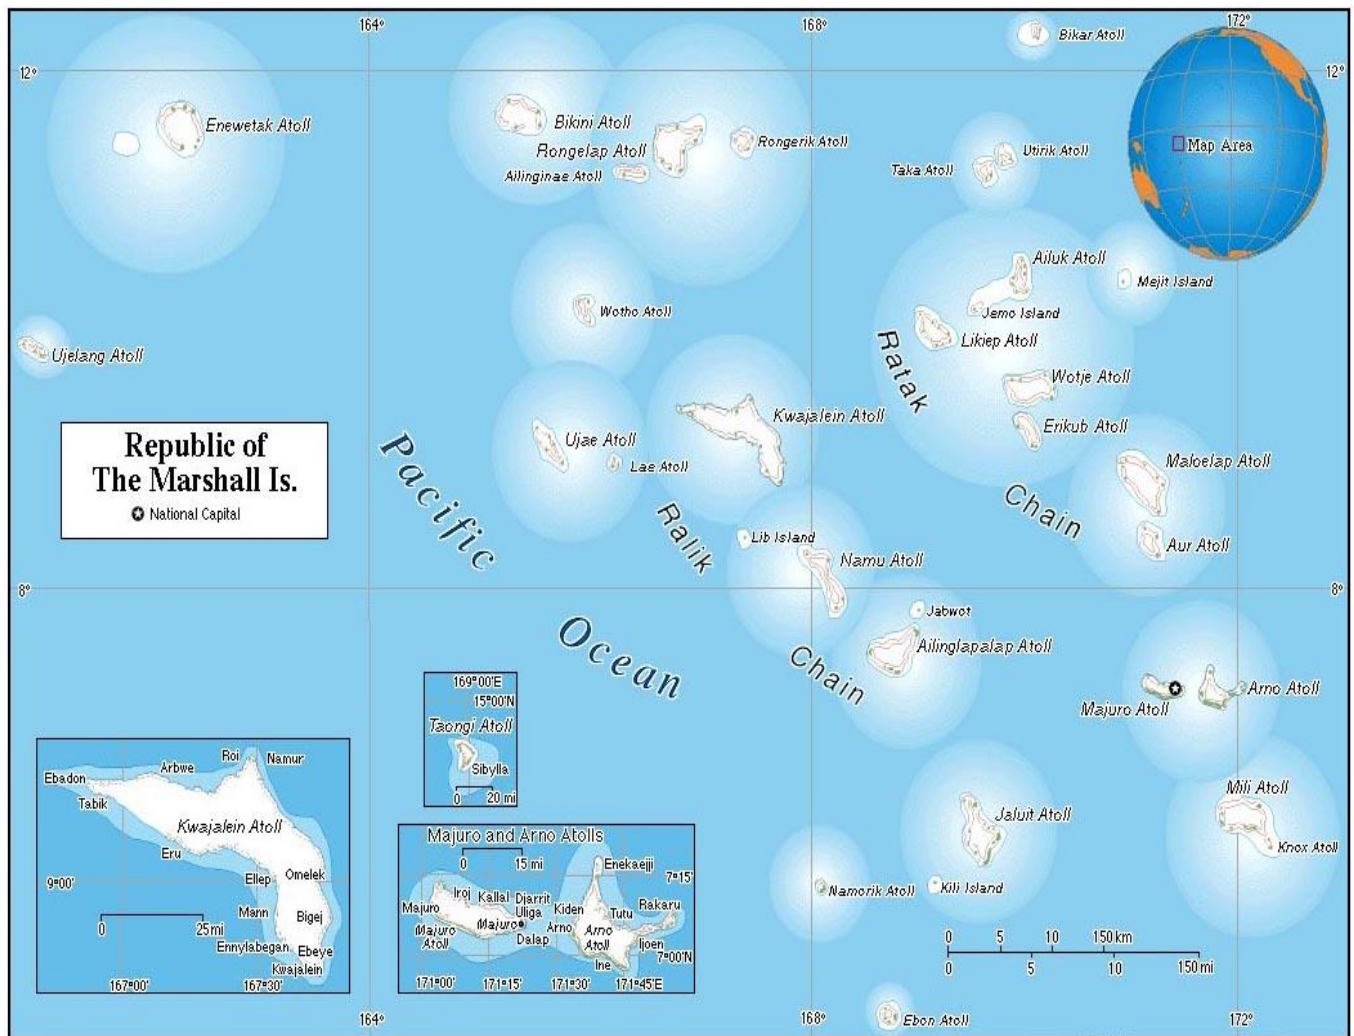 164°
168°
172°
12°
12°
Bikar Atoll
Map Area
Enewetak Atoll
Bikini Atoll
Rongelap Atoll
Rongerik Atoll
Ailinginae Atoll
Utirik Atoll
Taka Atoll
Ailuk Atoll
Mejit Island
Jemo Island
Likiep Atoll
Wotho Atoll
Ujelang Atoll
Ratak
Chain
Wotje Atoll
Erikub Atoll
Kwajalein Atoll
Ujae Atoll
Lae Atoll
Maloelap Atoll
Aur Atoll
Republic of
The Marshall Is.
National Capital
Pacific
Ocean
Ralik
Chain
Lib Island
Namu Atoll
8°
8°
Jabwot
Ailinglapalap Atoll
Majuro Atoll
Arno Atoll
Mili Atoll
Knox Atoll
Jaluit Atoll
Kili Island
Namorik Atoll
Ebon Atoll
169°00'E
15°00'N
Taongi Atoll
Sibylla
0 20 mi
Roi
Namur
Arbwe
Ebadon
Tabik
Kwajalein Atoll
Eru
Ellep
Omelek
9°00'
Mann
Bigej
0 25mi
Ennylabegan
Ebeye
Kwajalein
167°00'
167°30'
Majuro and Arno Atolls
0 15 mi
Enekaejji
7°15'
Iroj
Kallal
Djarrit
Uliga
Majuro
Majuro
Majuro
Atoll
Dalap
Kiden
Tutu
Rakaru
Arno
Arno
Atoll
Ijoen
Ine
7°00'N
171°00'
171°15'
171°30'
171°45'E
0 5 10 150km
0 5 10 150mi
164°
168°
172°